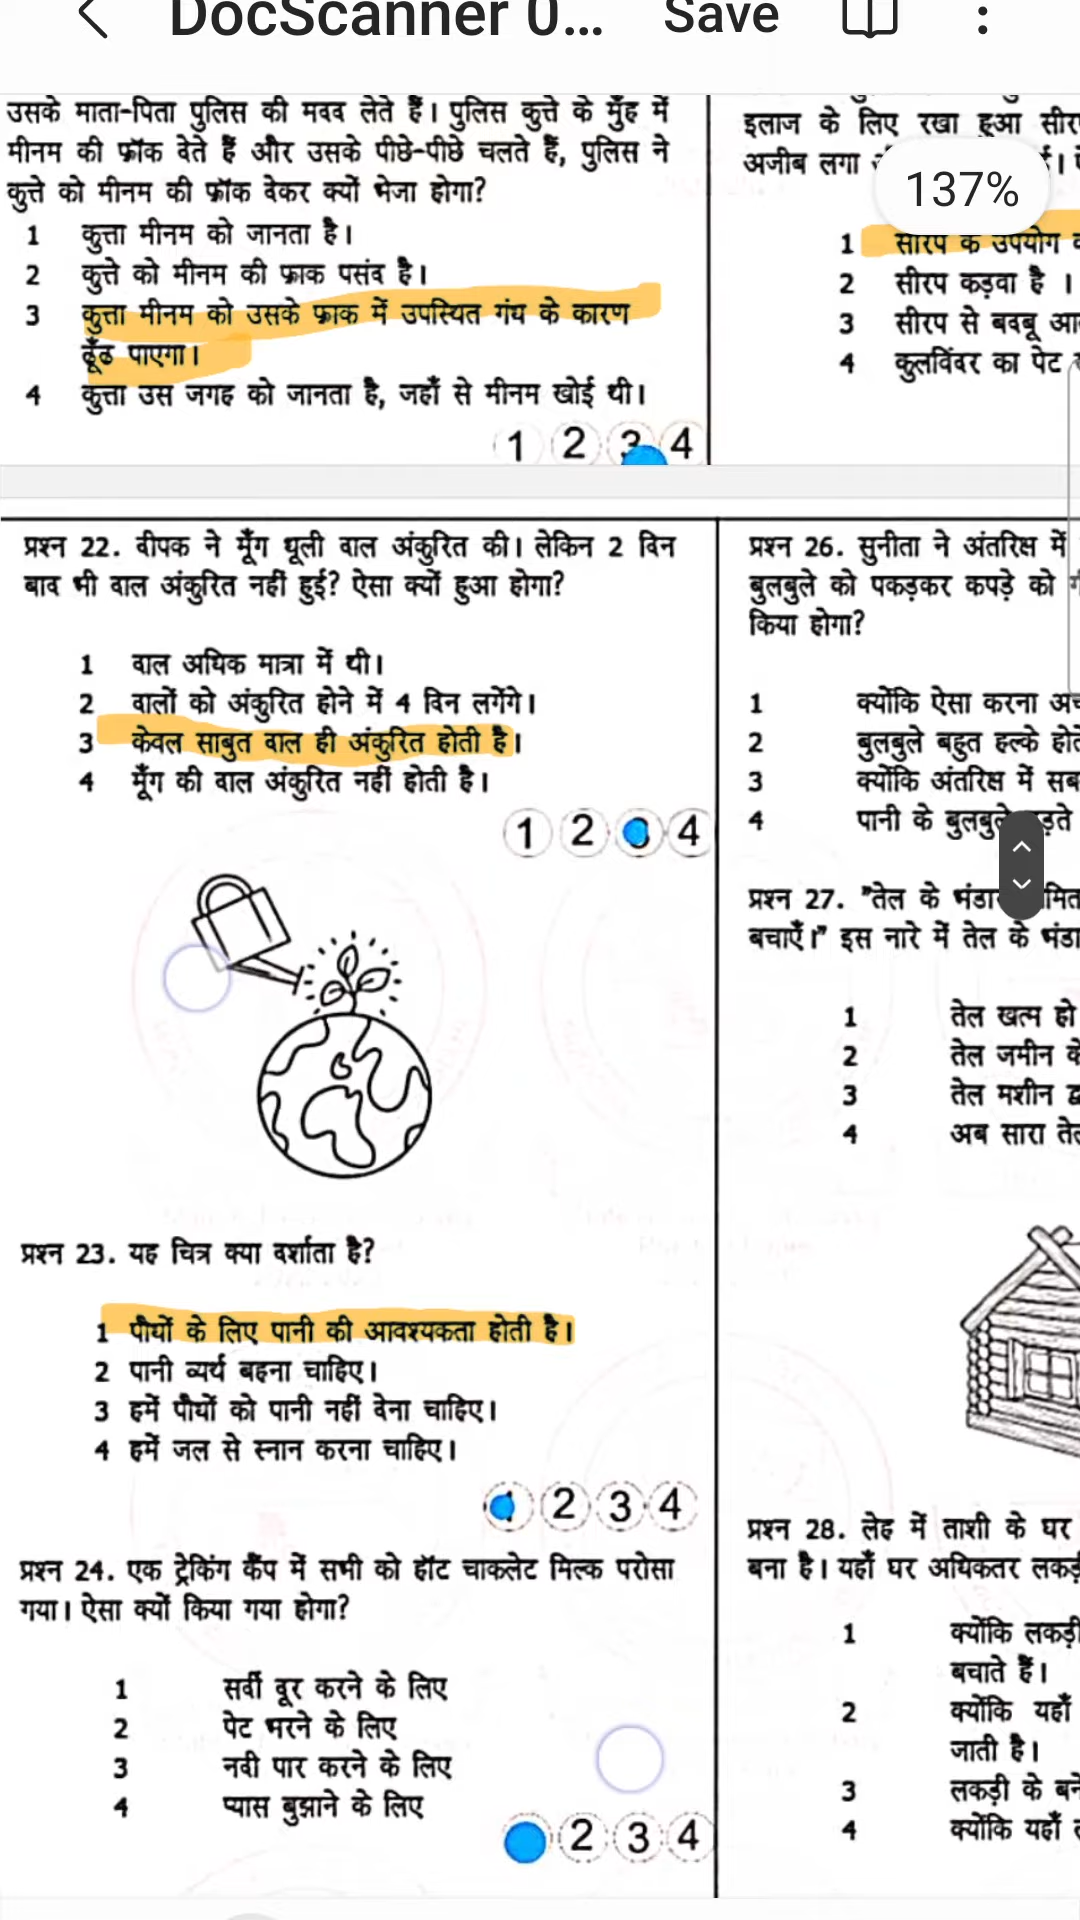 DocScanner 0...
Save
137%
उसके माता-पिता पुलिस की मदद लेते हैं। पुलिस कुत्ते के मुँह में
मीनम की फ्रॉक देते हैं और उसके पीछे-पीछे चलते हैं, पुलिस ने
कुत्ते को मीनम की फ्रॉक देकर क्यों भेजा होगा?
1 कुत्ता मीनम को जानता है।
2 कुत्ते को मीनम की फ्राक पसंद है।
3 कुत्ता मीनम को उसके फ्राक में उपस्थित गंध के कारण
ढूँढ पाएगा।
4 कुत्ता उस जगह को जानता है, जहाँ से मीनम खोई थी।
1 2 3 4
प्रश्न 22. दीपक ने मूँग धूली दाल अंकुरित की। लेकिन 2 दिन
बाद भी दाल अंकुरित नहीं हुई? ऐसा क्यों हुआ होगा?
1 दाल अधिक मात्रा में थी।
2 दालों को अंकुरित होने में 4 दिन लगेंगे।
3 केवल साबुत दाल ही अंकुरित होती है।
4 मूँग की दाल अंकुरित नहीं होती है।
1 2 3 4
प्रश्न 23. यह चित्र क्या दर्शाता है?
1 पौधों के लिए पानी की आवश्यकता होती है।
2 पानी व्यर्थ बहना चाहिए।
3 हमें पौधों को पानी नहीं देना चाहिए।
4 हमें जल से स्नान करना चाहिए।
1 2 3 4
प्रश्न 24. एक ट्रेकिंग कैंप में सभी को हॉट चाकलेट मिल्क परोसा
गया। ऐसा क्यों किया गया होगा?
1 सर्दी दूर करने के लिए
2 पेट भरने के लिए
3 नदी पार करने के लिए
4 प्यास बुझाने के लिए
2 3 4
इलाज के लिए रखा हुआ
अजीब लगा
1 सीरप के उपयोग
2 सीरप कड़वा है ।
3 सीरप से बदबू
4 कुलविंदर का पेट
प्रश्न 26. सुनीता ने अंतरिक्ष में
बुलबुले को पकड़कर कपड़े को
किया होगा?
1 क्योंकि ऐसा करना
2 बुलबुले बहुत हल्के
3 क्योंकि अंतरिक्ष में
4 पानी के
प्रश्न 27. "तेल के
बचाएँ।" इस नारे में तेल के
1 तेल खत्म हो
2 तेल जमीन
3 तेल मशीन
4 अब सारा
प्रश्न 28. लेह में ताशी के घर
बना है। यहाँ घर अधिकतर
1 क्योंकि लकड़ी
बचाते हैं।
2 क्योंकि यहाँ
जाती है।
3 लकड़ी के
4 क्योंकि यहाँ